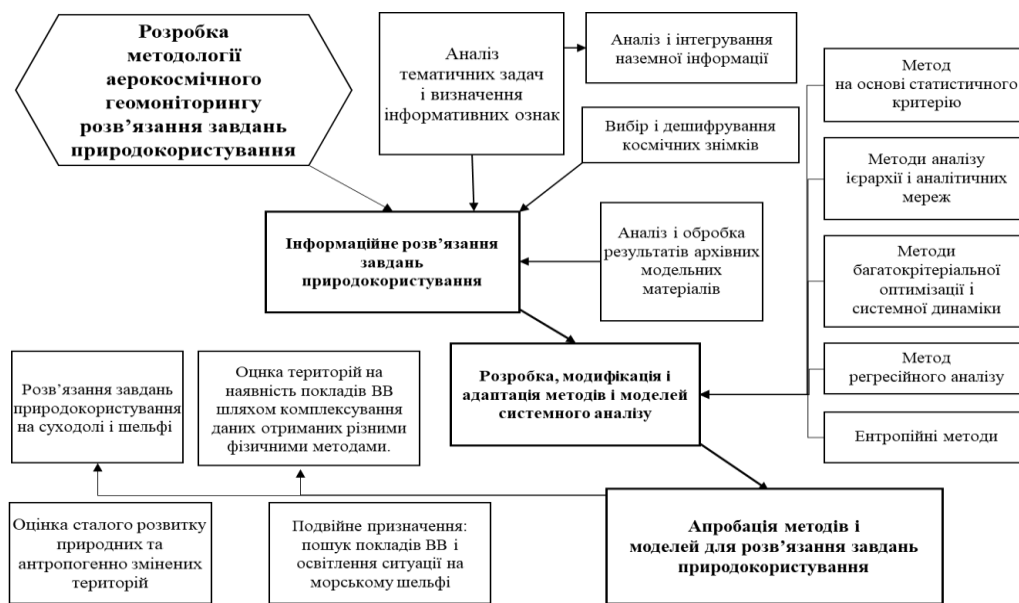 Розробка
методології
аерокосмічного
геомоніторингу
розв’язання завдань
природокористування
Аналіз
тематичних задач
і визначення
інформативних ознак
Аналіз і інтегрування
наземної інформації
Вибір і дешифрування
космічних знімків
Метод
на основі статистичного
критерію
Методи аналізу
ієрархії і аналітичних
мереж
Інформаційне розв’язання
завдань
природокористування
Аналіз і обробка
результатів архівних
модельних
матеріалів
Методи
багатокрітеріальної
оптимізації і
системної динаміки
Розв’язання завдань
природокористування
на суходолі і шельфі
Оцнка територій на
наявність покладів ВВ
шляхом комплексування
даних отриманих різними
фізичними методами.
Розробка, модифікація і
адаптація методів і моделей
системного аналізу
Метод
регресійного аналізу
Ентропійні методи
Оцінка сталого розвитку
природних та
антропогенно змінених
територій
Подвійне призначення:
пошук покладів ВВ і
освітлення ситуації на
морському шельфі
Апробація методів і
моделей для розв’язання завдань
природокористування